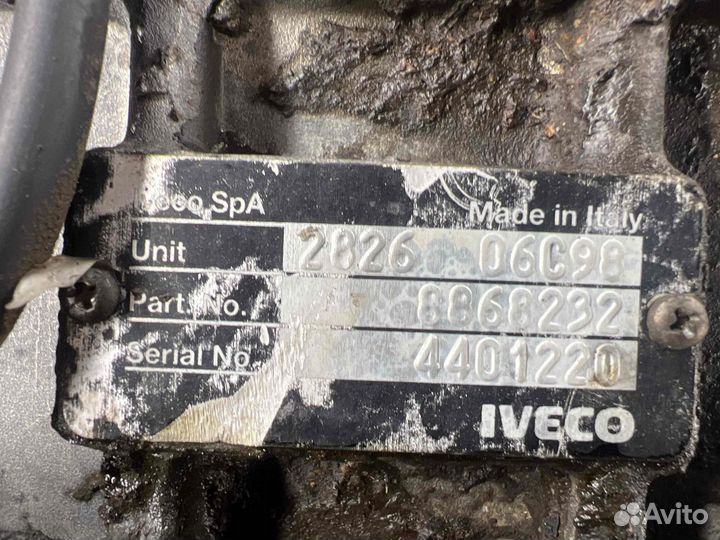 SpA
Made in Italy
Unit 2826 06C98
Part. No. 8868232
Serial No. 4401220
IVECO
Avito